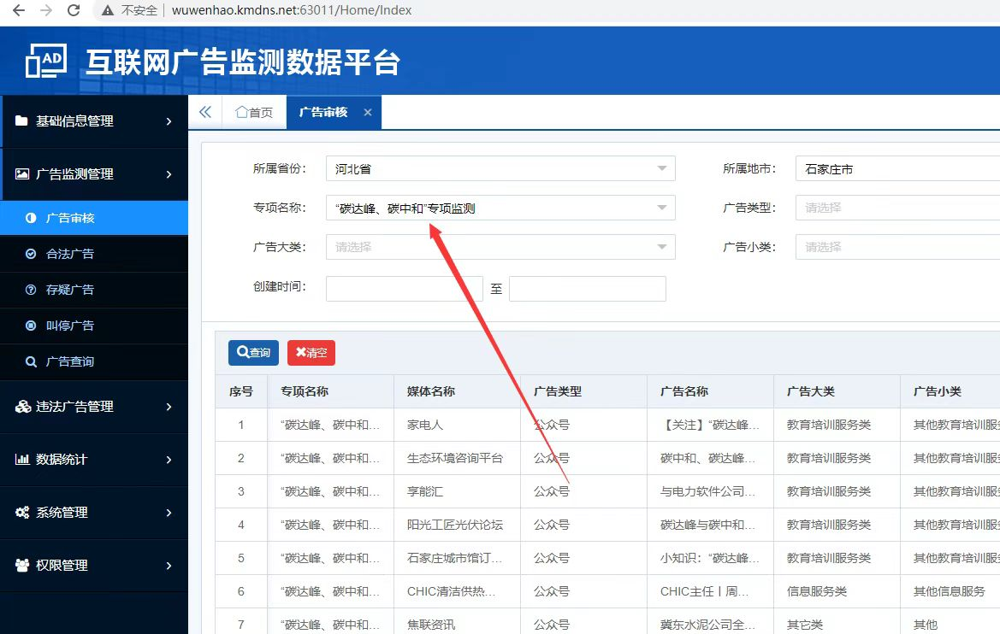 不安全 wuwenhao.kmdns.net:63011/Home/Index
AD 互联网广告监测数据平台
基础信息管理
广告监测管理
广告审核
合法广告
存疑广告
叫停广告
广告查询
违法广告管理
数据统计
系统管理
权限管理
首页 广告审核
所属省份： 河北省 所属地市： 石家庄市
专项名称： “碳达峰、碳中和”专项监测 广告类型： 请选择
广告大类： 请选择 广告小类： 请选择
创建时间： 至
查询 清空
序号 专项名称 媒体名称 广告类型 广告名称 广告大类 广告小类
1 “碳达峰、碳中和… 家电人 公众号 【关注】“碳达峰… 教育培训服务类 其他教育培训服务
2 “碳达峰、碳中和… 生态环境咨询平台 公众号 碳中和、碳达峰… 教育培训服务类 其他教育培训服务
3 “碳达峰、碳中和… 享能汇 公众号 与电力软件公司… 教育培训服务类 其他教育培训服务
4 “碳达峰、碳中和… 阳光工匠光伏论坛 公众号 碳达峰与碳中和… 教育培训服务类 其他教育培训服务
5 “碳达峰、碳中和… 石家庄城市馆订… 公众号 小知识：“碳达峰… 教育培训服务类 其他教育培训服务
6 “碳达峰、碳中和… CHIC清洁供热… 公众号 CHIC主任丨周… 信息服务类 其他信息服务
7 “碳达峰、碳中和… 焦联资讯 公众号 冀东水泥公司全… 其它类 其他